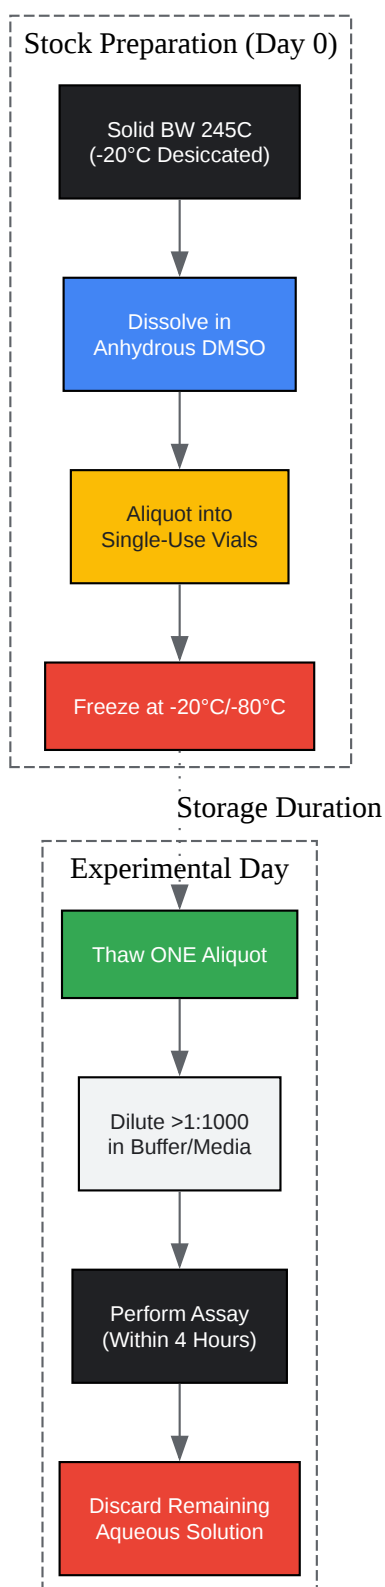 Stock Preparation (Day 0)
Solid BW 245C
(-20°C Desiccated)
Dissolve in
Anhydrous DMSO
Aliquot into
Single-Use Vials
Freeze at -20°C/-80°C
Storage Duration
Experimental Day
Thaw ONE Aliquot
Dilute >1:1000
in Buffer/Media
Perform Assay
(Within 4 Hours)
Discard Remaining
Aqueous Solution